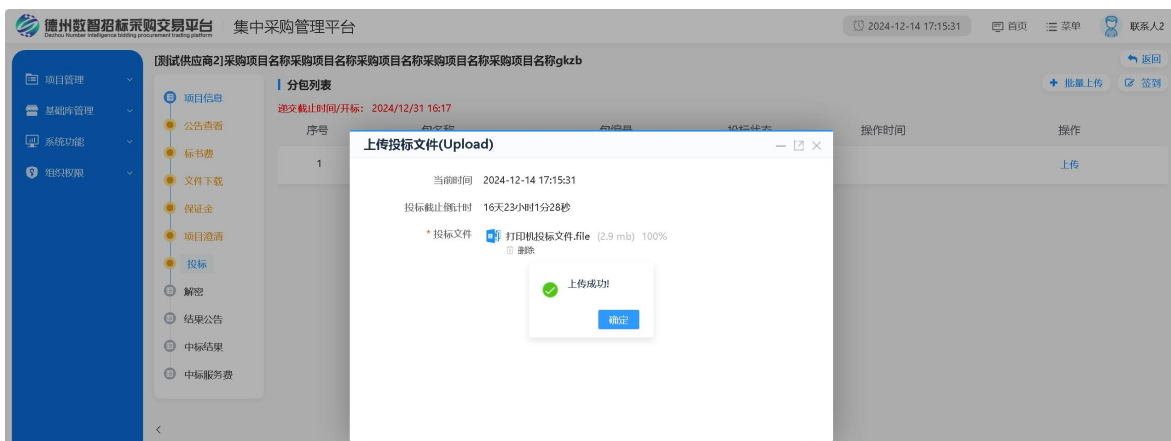 德州数智招标采购交易平台 集中采购管理平台 2024-12-14 17:15:31 首页 菜单 联系人2
Dezhou Number Intelligence bidding procurement trading platform
[测试供应商2]采购项目名称采购项目名称采购项目名称采购项目名称采购项目名称gkzb 返回
项目管理
基础库管理
系统功能
组织权限
项目信息
公告查看
标书费
文件下载
保证金
项目澄清
投标
解密
结果公告
中标结果
中标服务费
分包列表 批量上传 签到
递交截止时间/开标: 2024/12/31 16:17
序号 包名称 包编号 投标状态 操作时间 操作
1 上传
上传投标文件(Upload)
当前时间 2024-12-14 17:15:31
投标截止倒计时 16天23小时1分28秒
* 投标文件 打印机投标文件.file (2.9 mb) 100%
删除
上传成功!
确定